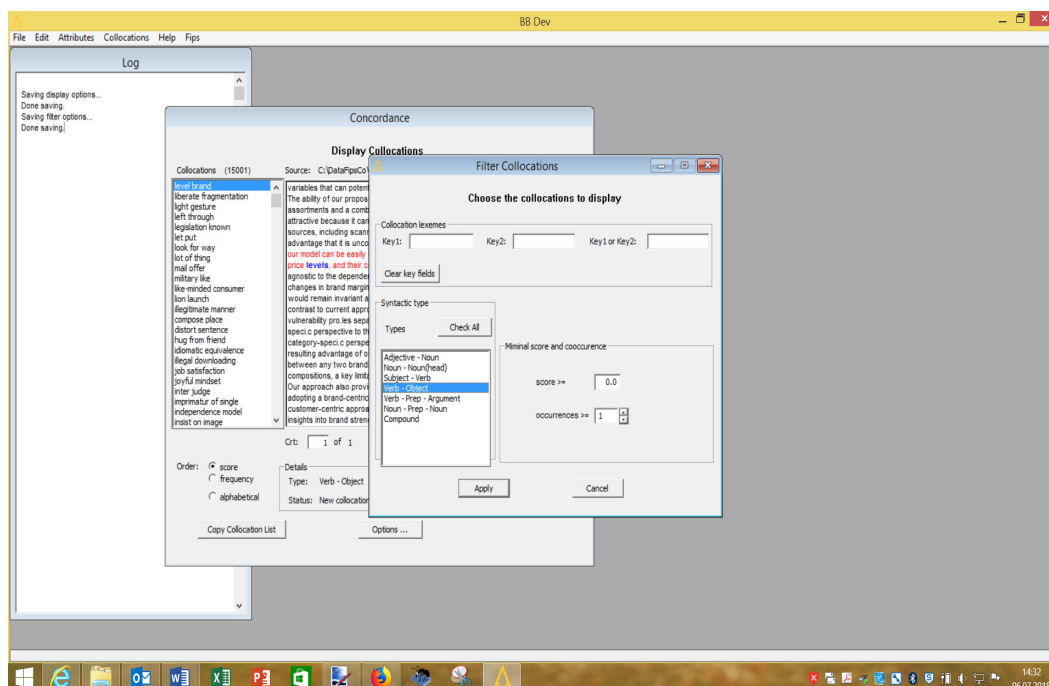 BB Dev
File Edit Attributes Collocations Help Fips
Log
Saving display options...
Done saving.
Saving filter options...
Done saving.
Concordance
Display Collocations
Collocations (15001)
Source: C:\DataFipsCo
level brand
liberate fragmentation
light gesture
left through
legislation known
let put
look for way
lot of thing
mail offer
military like
like-minded consumer
lion launch
illegitimate manner
compose place
distort sentence
hug from friend
idiomatic equivalence
illegal downloading
job satisfaction
joyful mindset
inter judge
imprimatur of single
independence model
insist on image
variables that can potent
The ability of our propos
assortments and a comb
attractive because it can
sources, including scann
advantage that it is unco
our model can be easily
price levels, and their c
agnostic to the depende
changes in brand margin
would remain invariant a
contrast to current appr
vulnerability pro.les sepa
speci.c perspective to th
category-speci.c perspe
resulting advantage of o
between any two brand
compositions, a key limit
Our approach also provi
adopting a brand-centric
customer-centric approa
insights into brand stren
Crt: 1 of 1
Order: score
frequency
alphabetical
Details
Type: Verb - Object
Status: New collocation
Copy Collocation List
Options ...
Filter Collocations
Choose the collocations to display
Collocation lexemes
Key1: Key2: Key1 or Key2:
Clear key fields
Syntactic type
Types Check All
Adjective - Noun
Noun - Noun(head)
Subject - Verb
Verb - Object
Verb - Prep - Argument
Noun - Prep - Noun
Compound
Miminal score and cooccurence
score >= 0.0
occurrences >= 1
Apply Cancel
14:32
06.07.2018